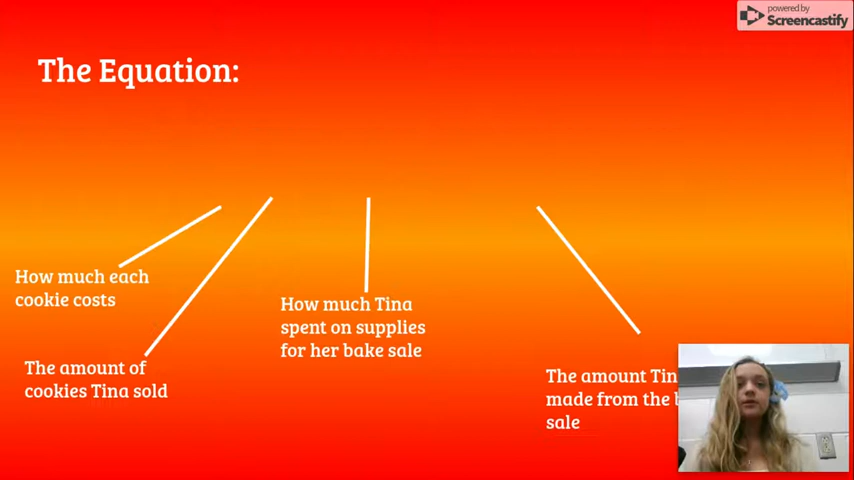 powered by
Screencastify
The Equation:
How much each
cookie costs
How much Tina
spent on supplies
for her bake sale
The amount of
cookies Tina sold
The amount
made from the
sale